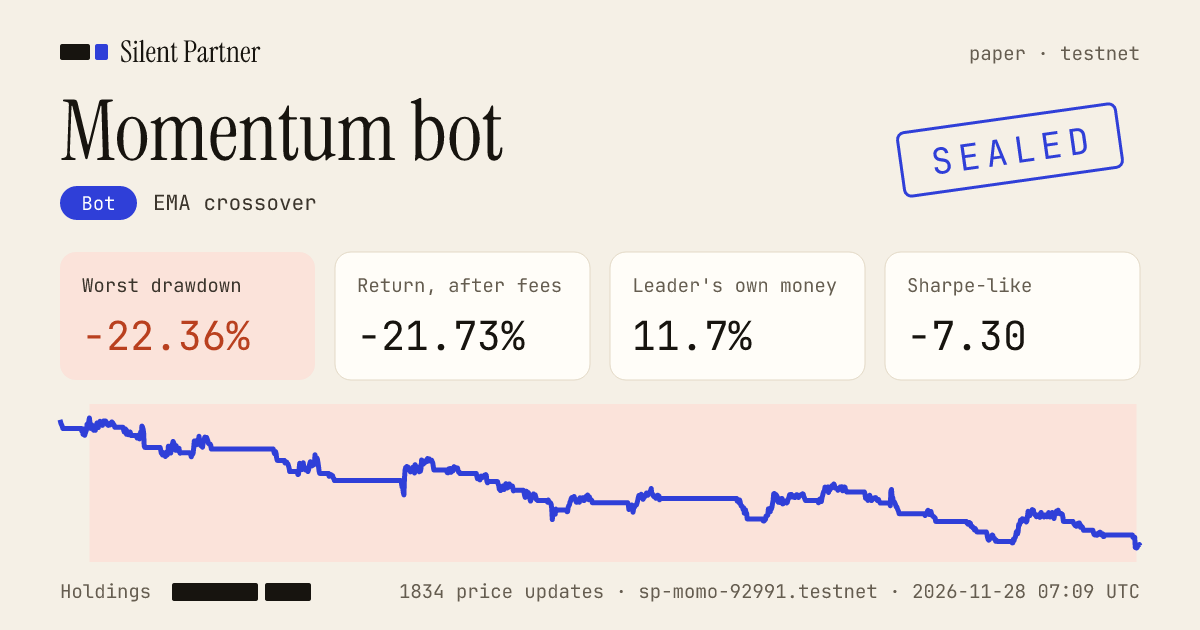 Silent Partner
paper · testnet
Momentum bot
SEALED
Bot
EMA crossover
Worst drawdown
-22.36%
Return, after fees
-21.73%
Leader's own money
11.7%
Sharpe-like
-7.30
Holdings
1834 price updates · sp-momo-92991.testnet · 2026-11-28 07:09 UTC